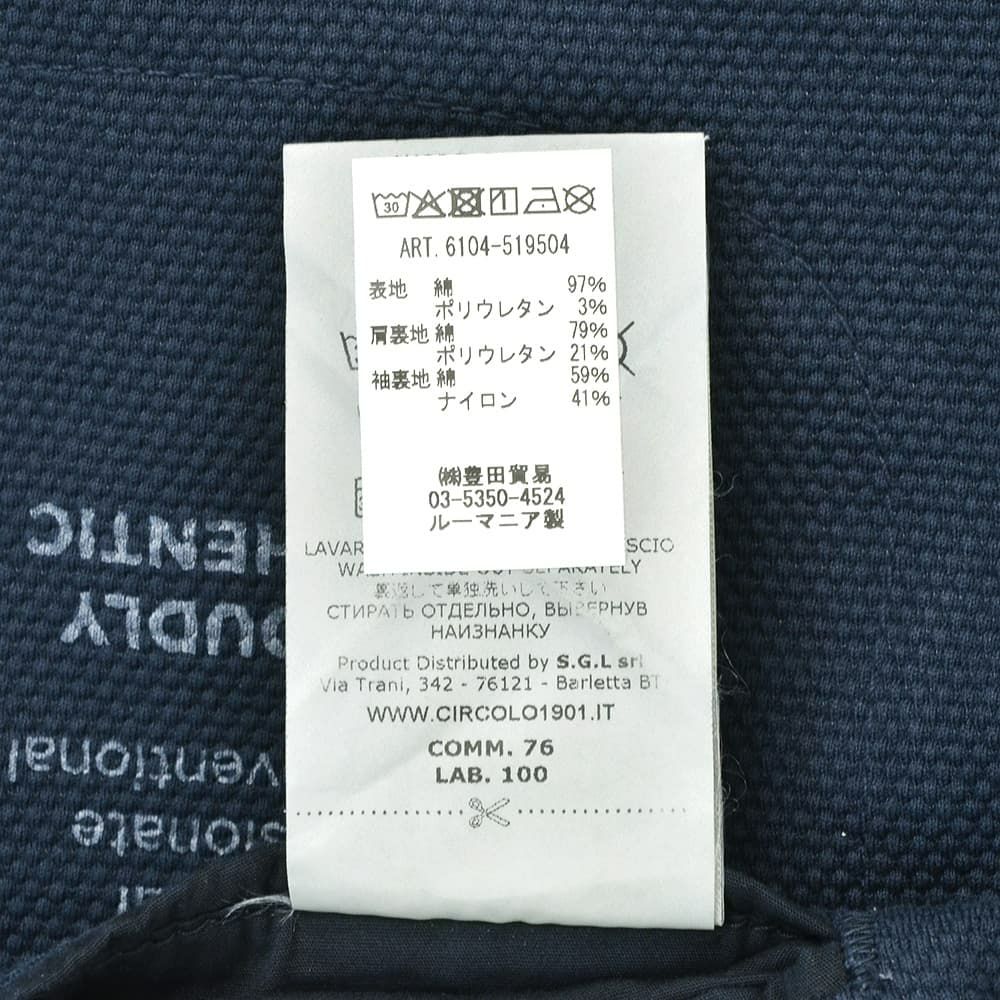 30
ART. 6104-519504
表地 綿 97%
ポリウレタン 3%
肩裏地 綿 79%
ポリウレタン 21%
袖裏地 綿 59%
ナイロン 41%
㈱豊田貿易
03-5350-4524
ルーマニア製
SEPARATELY
裏返して単独洗いして下さい
СТИРАТЬ ОТДЕЛЬНО, ВЫВЕРНУВ
НАИЗНАНКУ
Product Distributed by S.G.L srl
Via Trani, 342 - 76121 - Barletta BT
WWW.CIRCOLO1901.IT
COMM. 76
LAB. 100